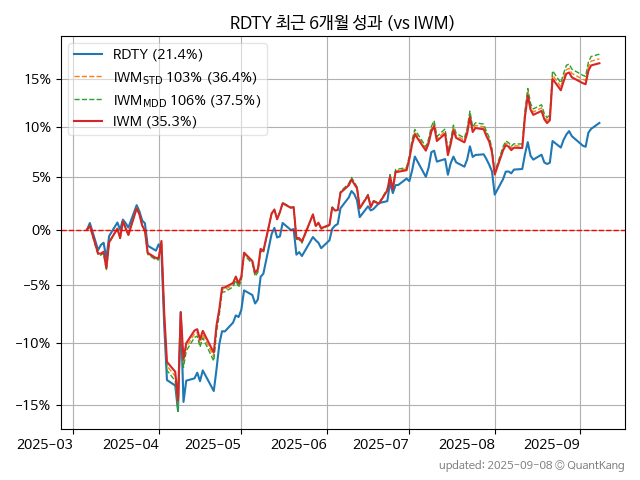 RDTY 최근 6개월 성과 (vs IWM)
RDTY (21.4%)
IWM_STD 103% (36.4%)
IWM_MDD 106% (37.5%)
IWM (35.3%)
15%
10%
5%
0%
−5%
−10%
−15%
2025-03 2025-04 2025-05 2025-06 2025-07 2025-08 2025-09
updated: 2025-09-08 © QuantKang